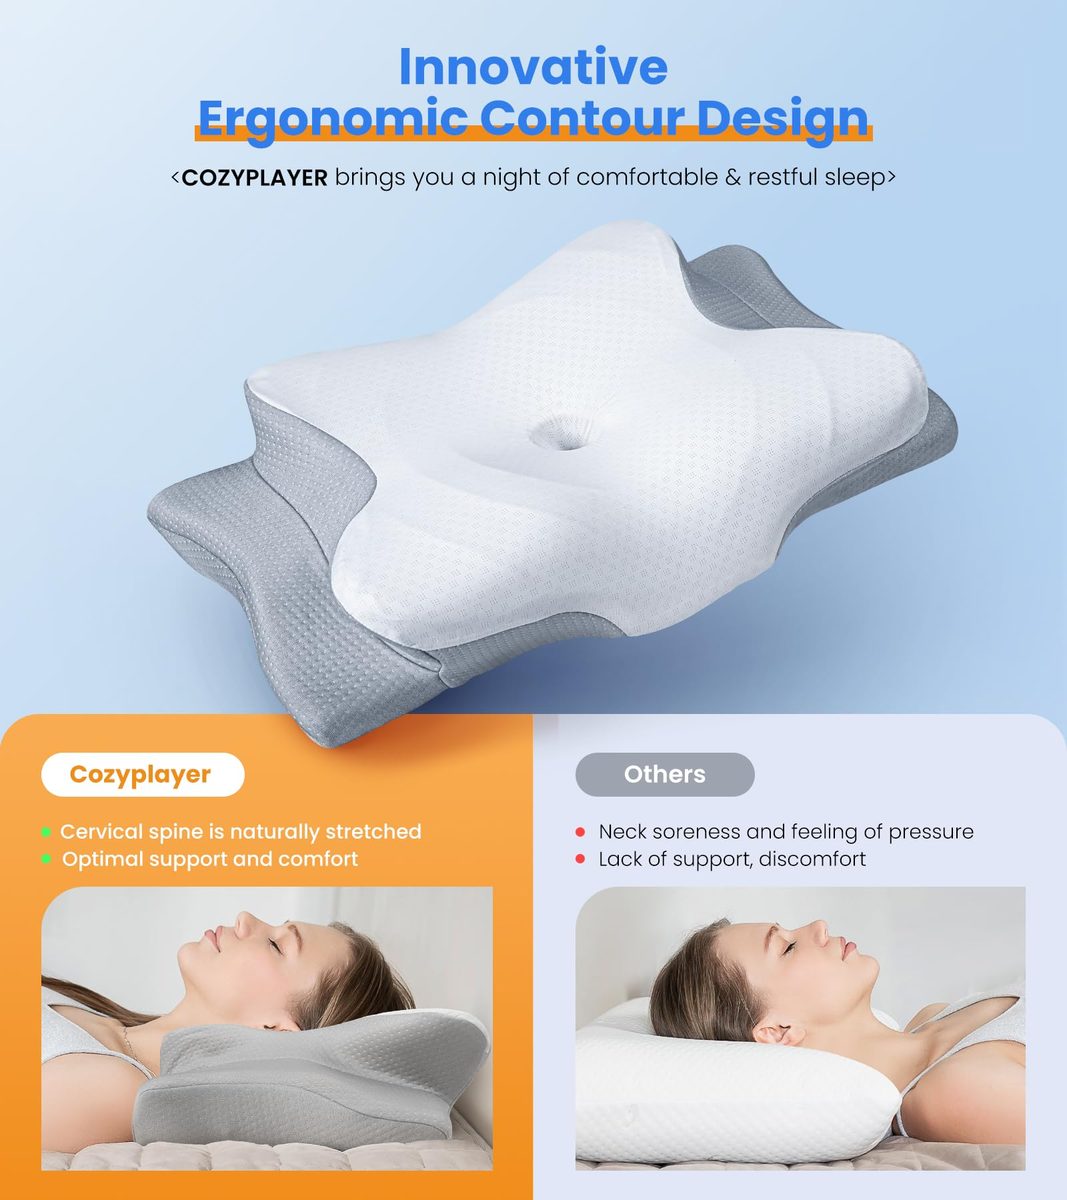 Innovative
Ergonomic Contour Design
<COZYPLAYER brings you a night of comfortable & restful sleep>
Cozyplayer
Cervical spine is naturally stretched
Optimal support and comfort
Others
Neck soreness and feeling of pressure
Lack of support, discomfort